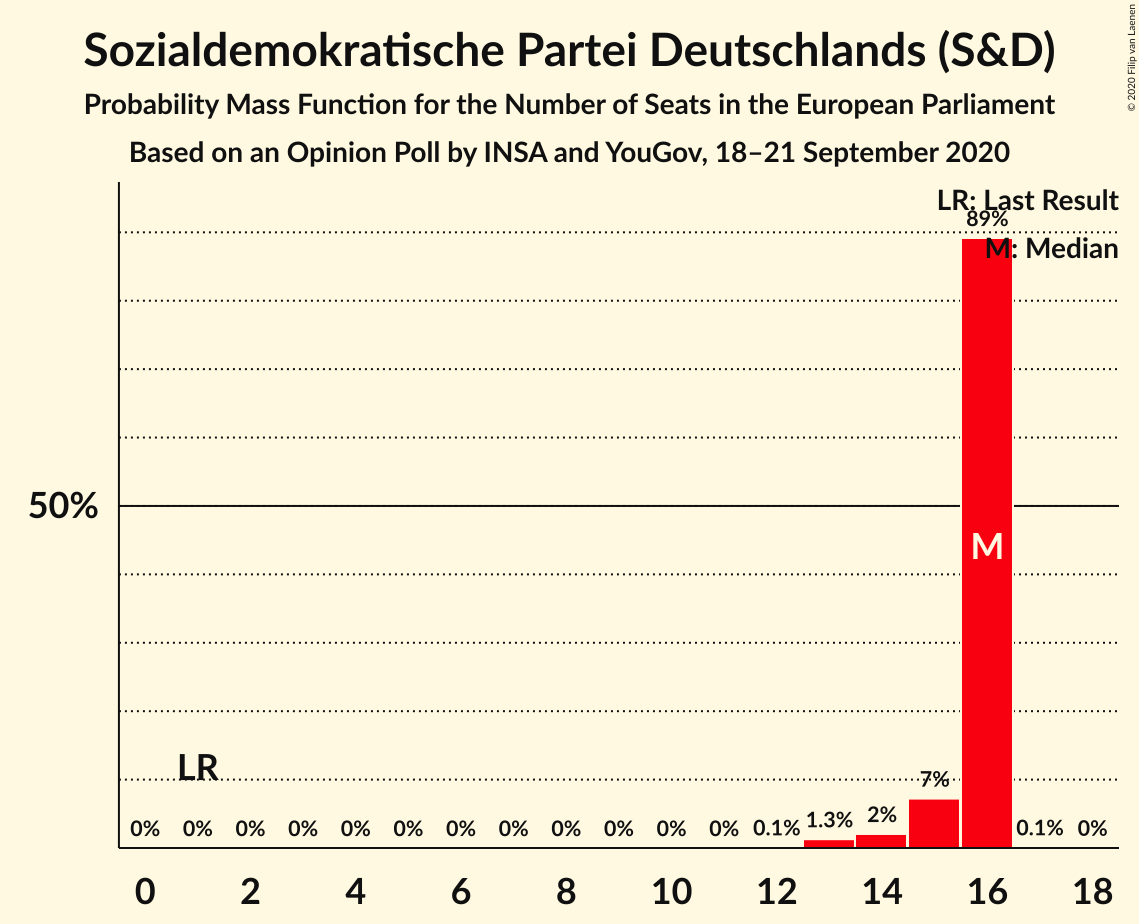 Sozialdemokratische Partei Deutschlands (S&D)
Probability Mass Function for the Number of Seats in the European Parliament
Based on an Opinion Poll by INSA and YouGov, 18–21 September 2020
© 2020 Filip van Laenen
LR: Last Result
89%
M: Median
50%
M
LR
0% 0% 0% 0% 0% 0% 0% 0% 0% 0% 0% 0% 0.1% 1.3% 2% 7% 0.1% 0%
0 2 4 6 8 10 12 14 16 18